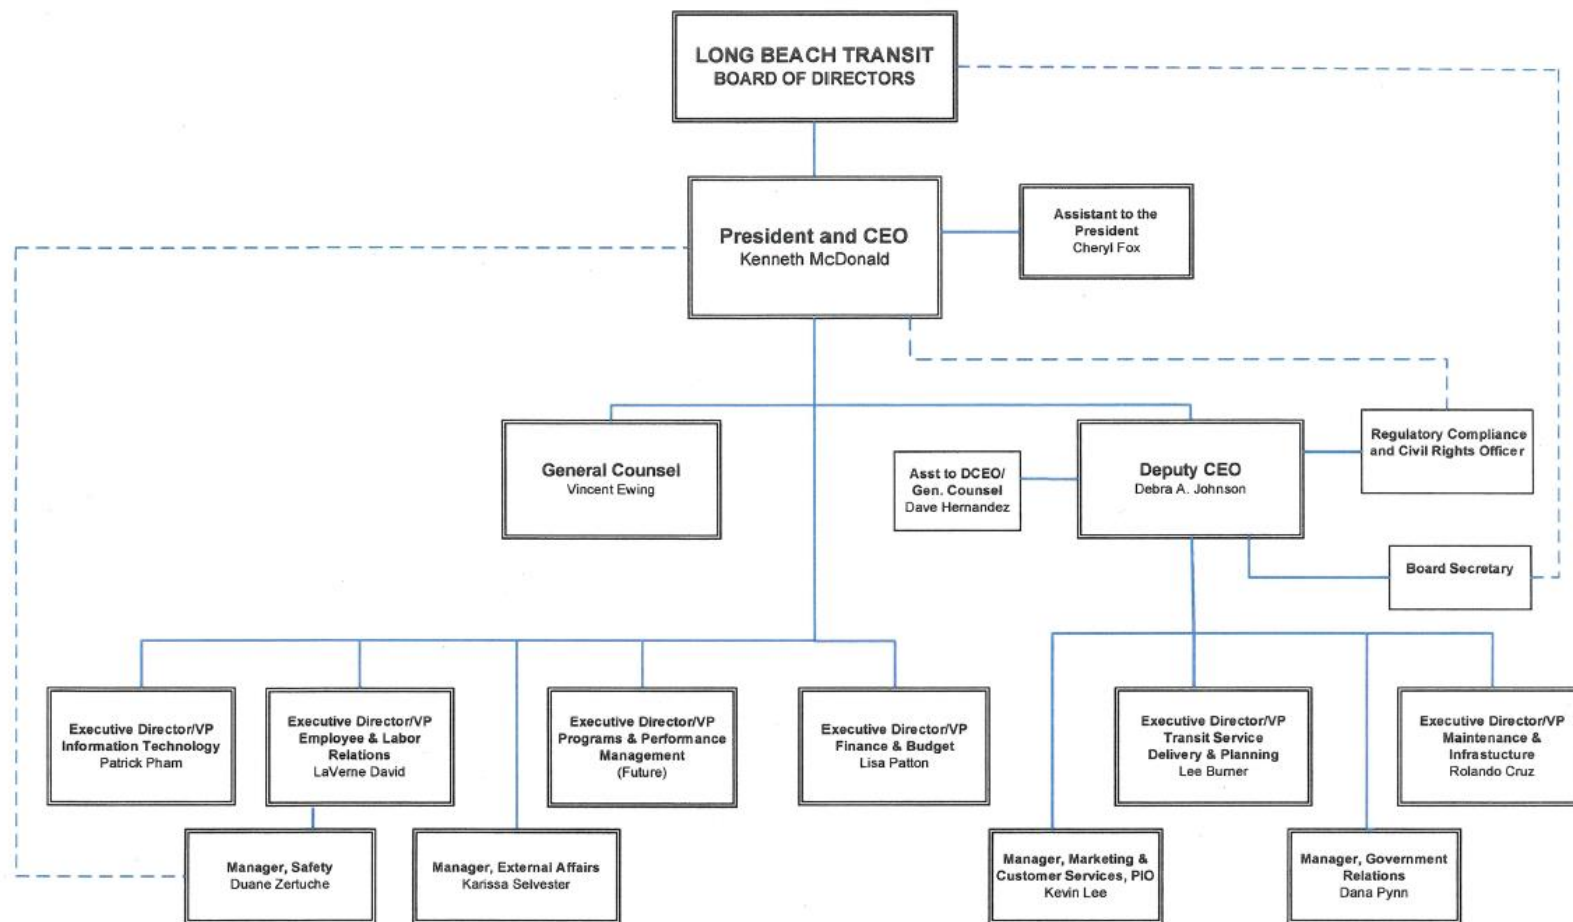 LONG BEACH TRANSIT
BOARD OF DIRECTORS
President and CEO
Kenneth McDonald
Assistant to the
President
Cheryl Fox
General Counsel
Vincent Ewing
Asst to DCEO/
Gen. Counsel
Dave Hernandez
Deputy CEO
Debra A. Johnson
Regulatory Compliance
and Civil Rights Officer
Board Secretary
Executive Director/VP
Information Technology
Patrick Pham
Executive Director/VP
Employee & Labor
Relations
LaVerne David
Executive Director/VP
Programs & Performance
Management
(Future)
Executive Director/VP
Finance & Budget
Lisa Patton
Executive Director/VP
Transit Service
Delivery & Planning
Lee Burner
Executive Director/VP
Maintenance &
Infrastucture
Rolando Cruz
Manager, Safety
Duane Zertuche
Manager, External Affairs
Karissa Selvester
Manager, Marketing &
Customer Services, PIO
Kevin Lee
Manager, Government
Relations
Dana Pynn